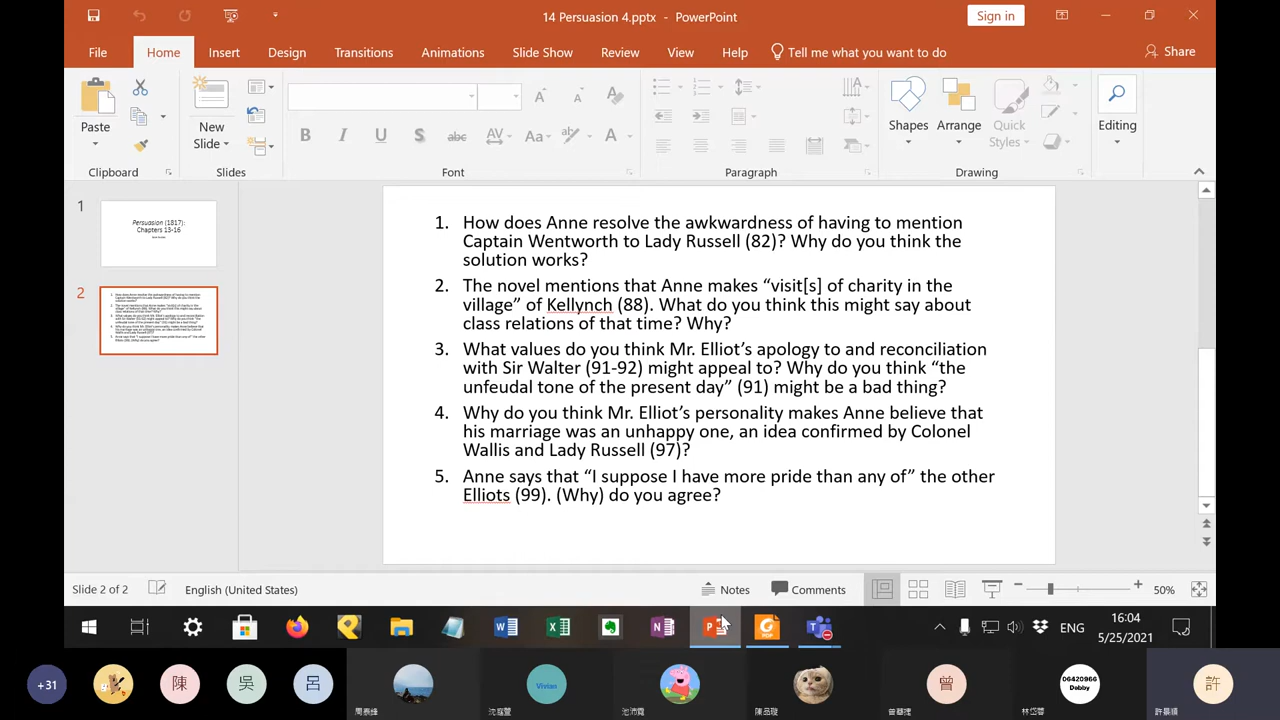 14 Persuasion 4.pptx - PowerPoint
Sign in
File Home Insert Design Transitions Animations Slide Show Review View Help Tell me what you want to do Share
Paste
New
Slide
Shapes Arrange Quick
Styles
Editing
Clipboard Slides Font Paragraph Drawing
1
Persuasion (1817):
Chapters 13-16
2
1. How does Anne resolve the awkwardness of having to mention
Captain Wentworth to Lady Russell (82)? Why do you think the
solution works?
2. The novel mentions that Anne makes “visit[s] of charity in the
village” of Kellynch (88). What do you think this might say about
class relations of that time? Why?
3. What values do you think Mr. Elliot’s apology to and reconciliation
with Sir Walter (91-92) might appeal to? Why do you think “the
unfeudal tone of the present day” (91) might be a bad thing?
4. Why do you think Mr. Elliot’s personality makes Anne believe that
his marriage was an unhappy one, an idea confirmed by Colonel
Wallis and Lady Russell (97)?
5. Anne says that “I suppose I have more pride than any of” the other
Elliots (99). (Why) do you agree?
Slide 2 of 2 English (United States) Notes Comments 50%
ENG
16:04
5/25/2021
+31 陳 吳 呂 Vivian 曾 06420966
Debby 許